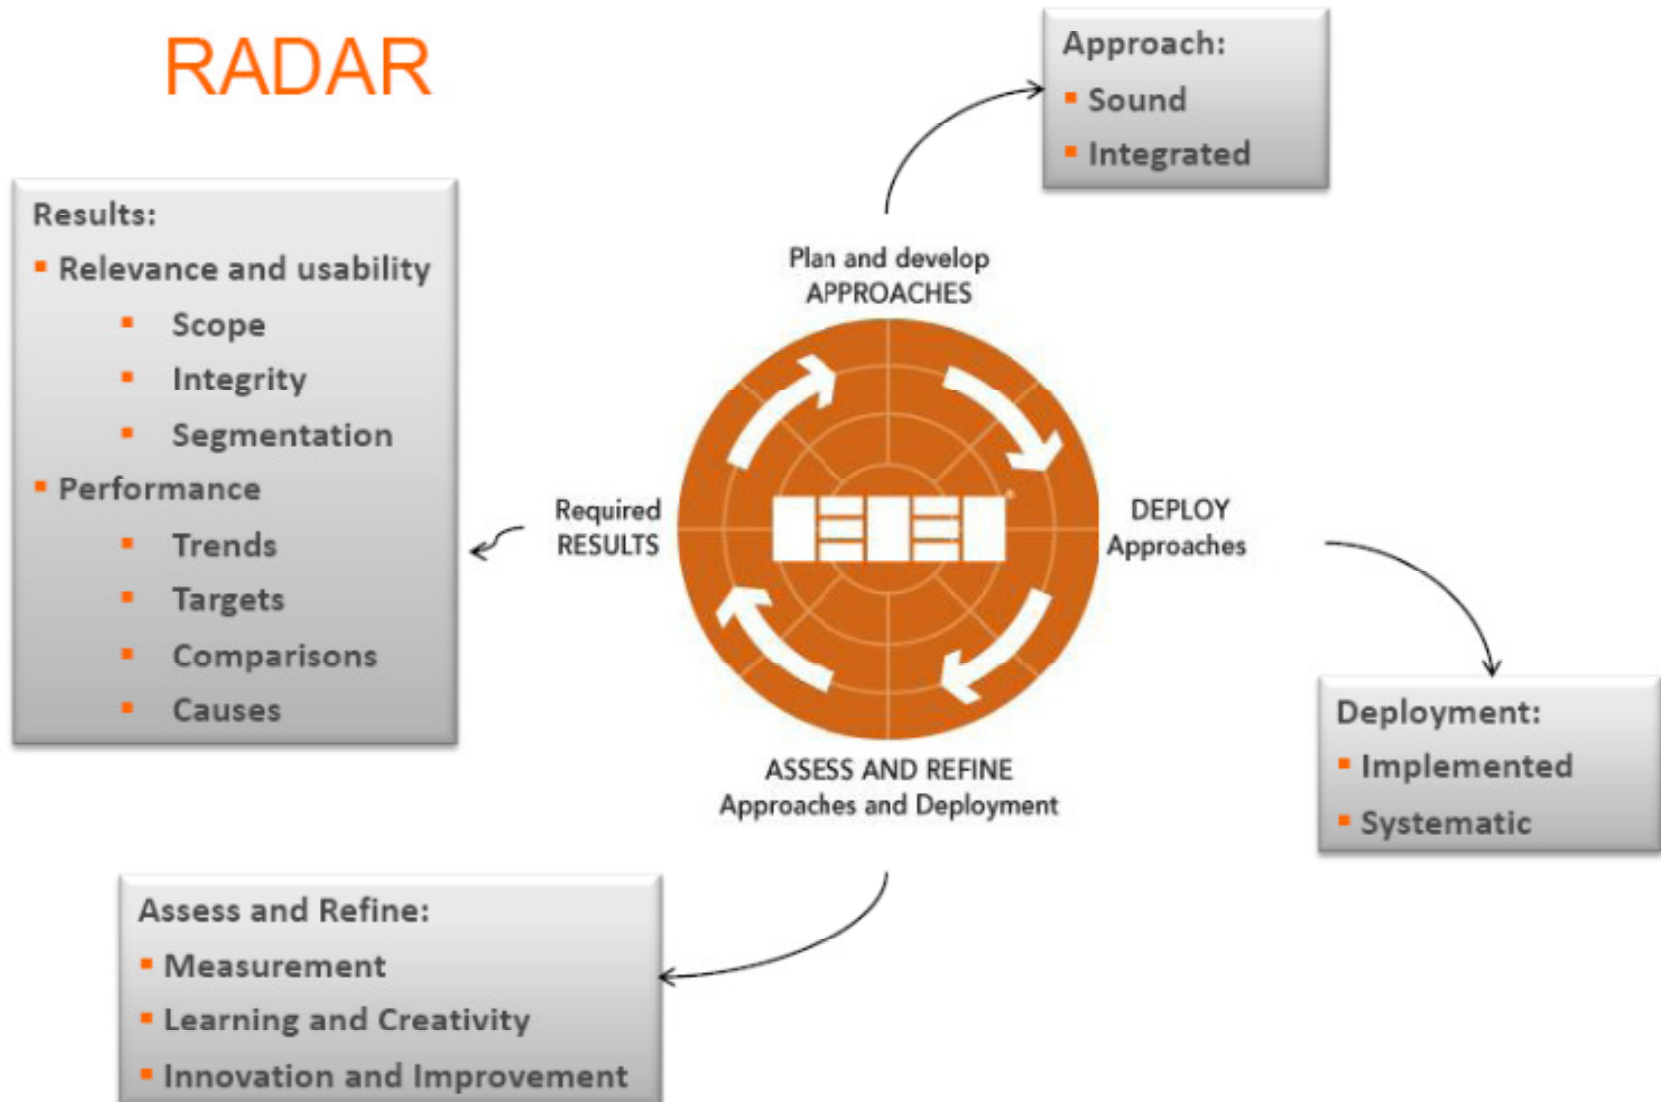 RADAR
Approach:
▪ Sound
▪ Integrated
Results:
▪ Relevance and usability
▪ Scope
▪ Integrity
▪ Segmentation
▪ Performance
▪ Trends
▪ Targets
▪ Comparisons
▪ Causes
Plan and develop
APPROACHES
Required
RESULTS
DEPLOY
Approaches
ASSESS AND REFINE
Approaches and Deployment
Deployment:
▪ Implemented
▪ Systematic
Assess and Refine:
▪ Measurement
▪ Learning and Creativity
▪ Innovation and Improvement